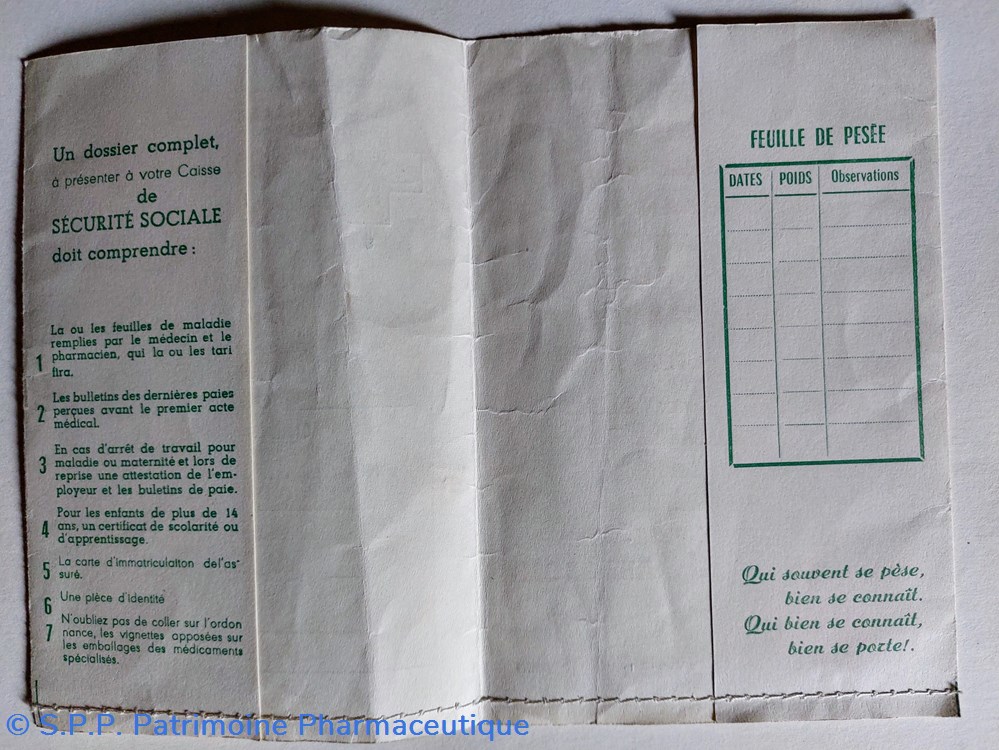 Un dossier complet,
à présenter à votre Caisse
de
SÉCURITÉ SOCIALE
doit comprendre :
1 La ou les feuilles de maladie
remplies par le médecin et le
pharmacien, qui la ou les tari
fira.
2 Les bulletins des dernières paies
perçues avant le premier acte
médical.
3 En cas d'arrêt de travail pour
maladie ou maternité et lors de
reprise une attestation de l'em-
ployeur et les buletins de paie.
4 Pour les enfants de plus de 14
ans, un certificat de scolarité ou
d'apprentissage.
5 La carte d'immatriculaiton del'as-
suré.
6 Une pièce d'identité
7 N'oubliez pas de coller sur l'ordon
nance, les vignettes apposées sur
les emballages des médicaments
spécialisés.
FEUILLE DE PESÉE
DATES POIDS Observations
Qui souvent se pèse,
bien se connaît.
Qui bien se connaît,
bien se porte!.
© S.P.P. Patrimoine Pharmaceutique